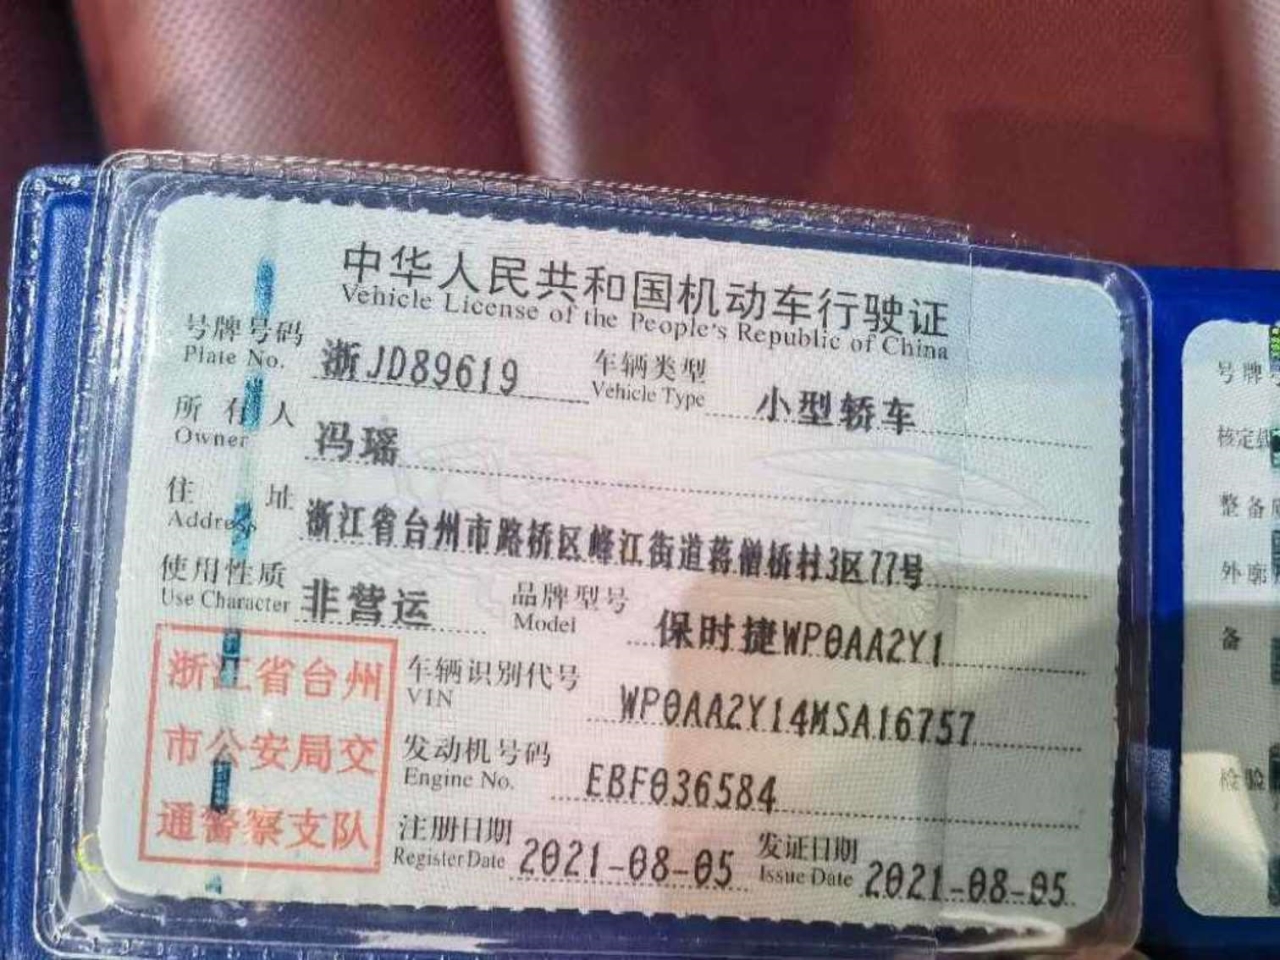 中华人民共和国机动车行驶证
Vehicle License of the People's Republic of China
号牌号码 浙JD89619 车辆类型 小型轿车
Plate No. Vehicle Type
所有人 冯瑶
Owner
住址 浙江省台州市路桥区峰江街道蒋僧桥村3区77号
Address
使用性质 非营运 品牌型号 保时捷WP0AA2Y1
Use Character Model
浙江省台州
市公安局交
通警察支队
车辆识别代号 WP0AA2Y14MSA16757
VIN
发动机号码 EBF036584
Engine No.
注册日期 2021-08-05 发证日期 2021-08-05
Register Date Issue Date
号牌
核定载
整备
外廓
备
检验